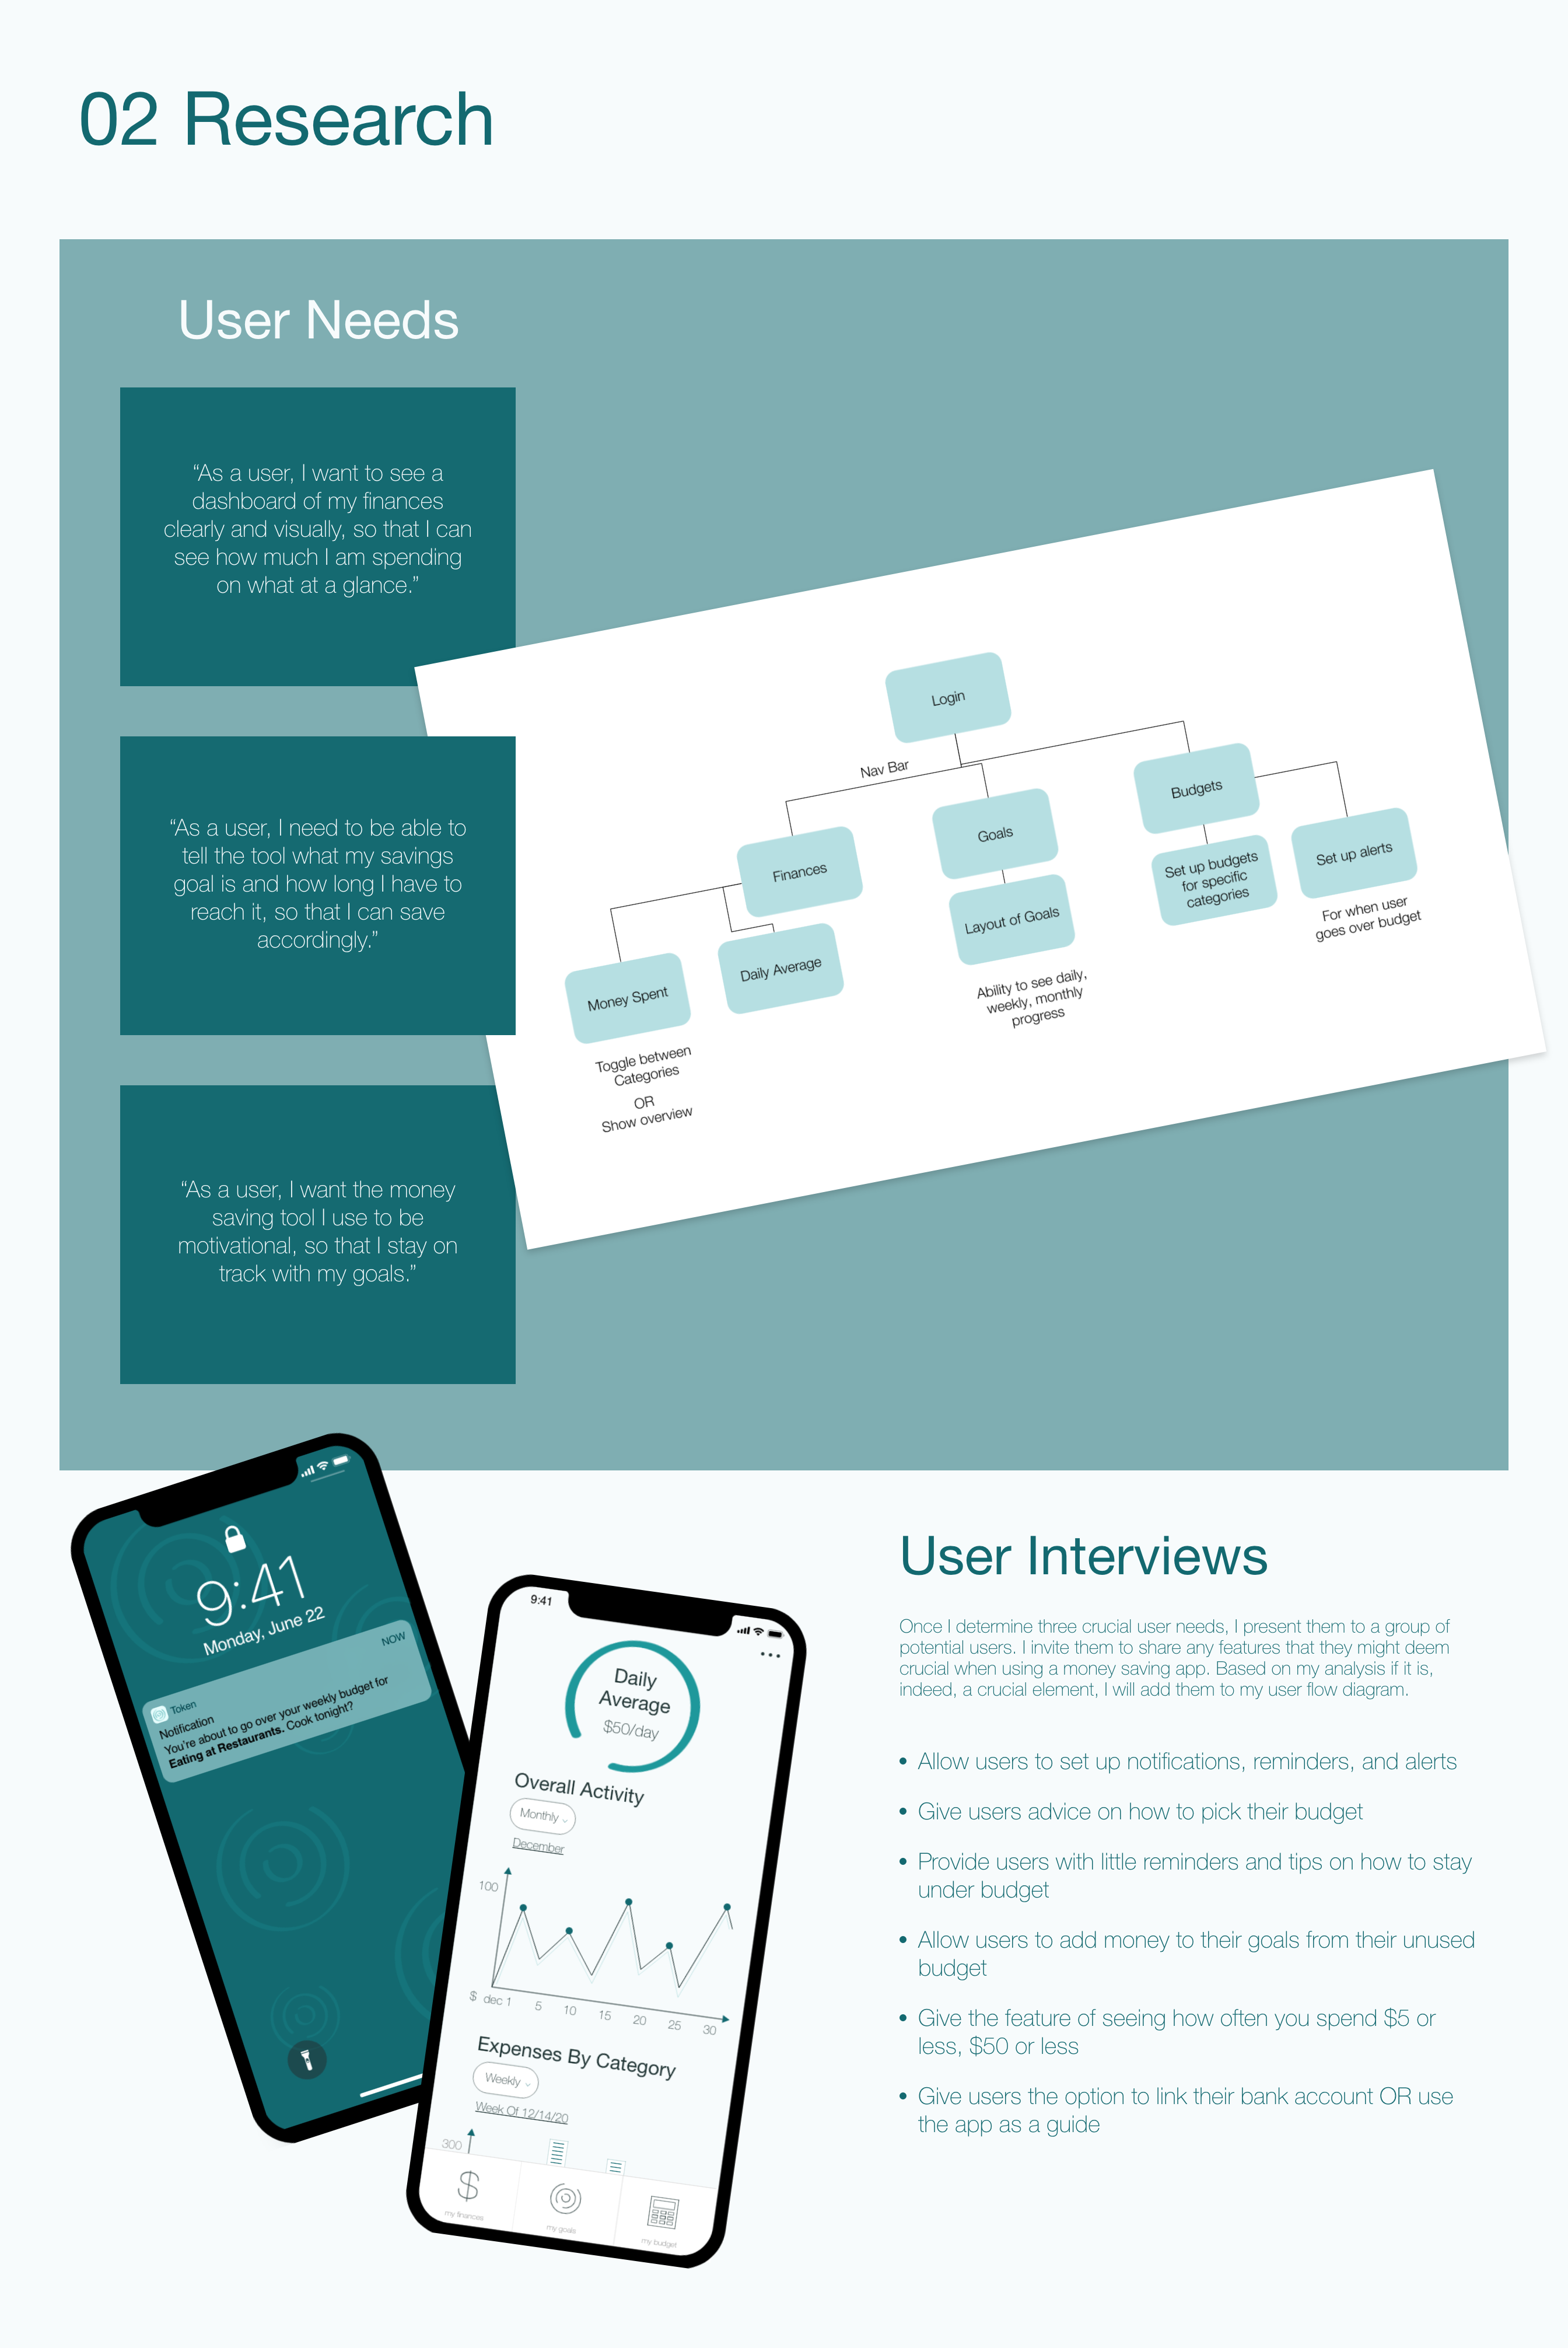 02 Research
User Needs
“As a user, I want to see a
dashboard of my finances
clearly and visually, so that I can
see how much I am spending
on what at a glance.”
“As a user, I need to be able to
tell the tool what my savings
goal is and how long I have to
reach it, so that I can save
accordingly.”
“As a user, I want the money
saving tool I use to be
motivational, so that I stay on
track with my goals.”
Login
Nav Bar
Finances
Goals
Budgets
Money Spent
Daily Average
Layout of Goals
Set up budgets
for specific
categories
Set up alerts
Toggle between
Categories
OR
Show overview
Ability to see daily,
weekly, monthly
progress
For when user
goes over budget
9:41
Monday, June 22
Token
NOW
Notification
You’re about to go over your weekly budget for
Eating at Restaurants. Cook tonight?
9:41
Daily
Average
$50/day
Overall Activity
Monthly
December
100
$ dec 1 5 10 15 20 25 30
Expenses By Category
Weekly
Week Of 12/14/20
300
my finances
my goals
my budget
User Interviews
Once I determine three crucial user needs, I present them to a group of
potential users. I invite them to share any features that they might deem
crucial when using a money saving app. Based on my analysis if it is,
indeed, a crucial element, I will add them to my user flow diagram.
• Allow users to set up notifications, reminders, and alerts
• Give users advice on how to pick their budget
• Provide users with little reminders and tips on how to stay
under budget
• Allow users to add money to their goals from their unused
budget
• Give the feature of seeing how often you spend $5 or
less, $50 or less
• Give users the option to link their bank account OR use
the app as a guide